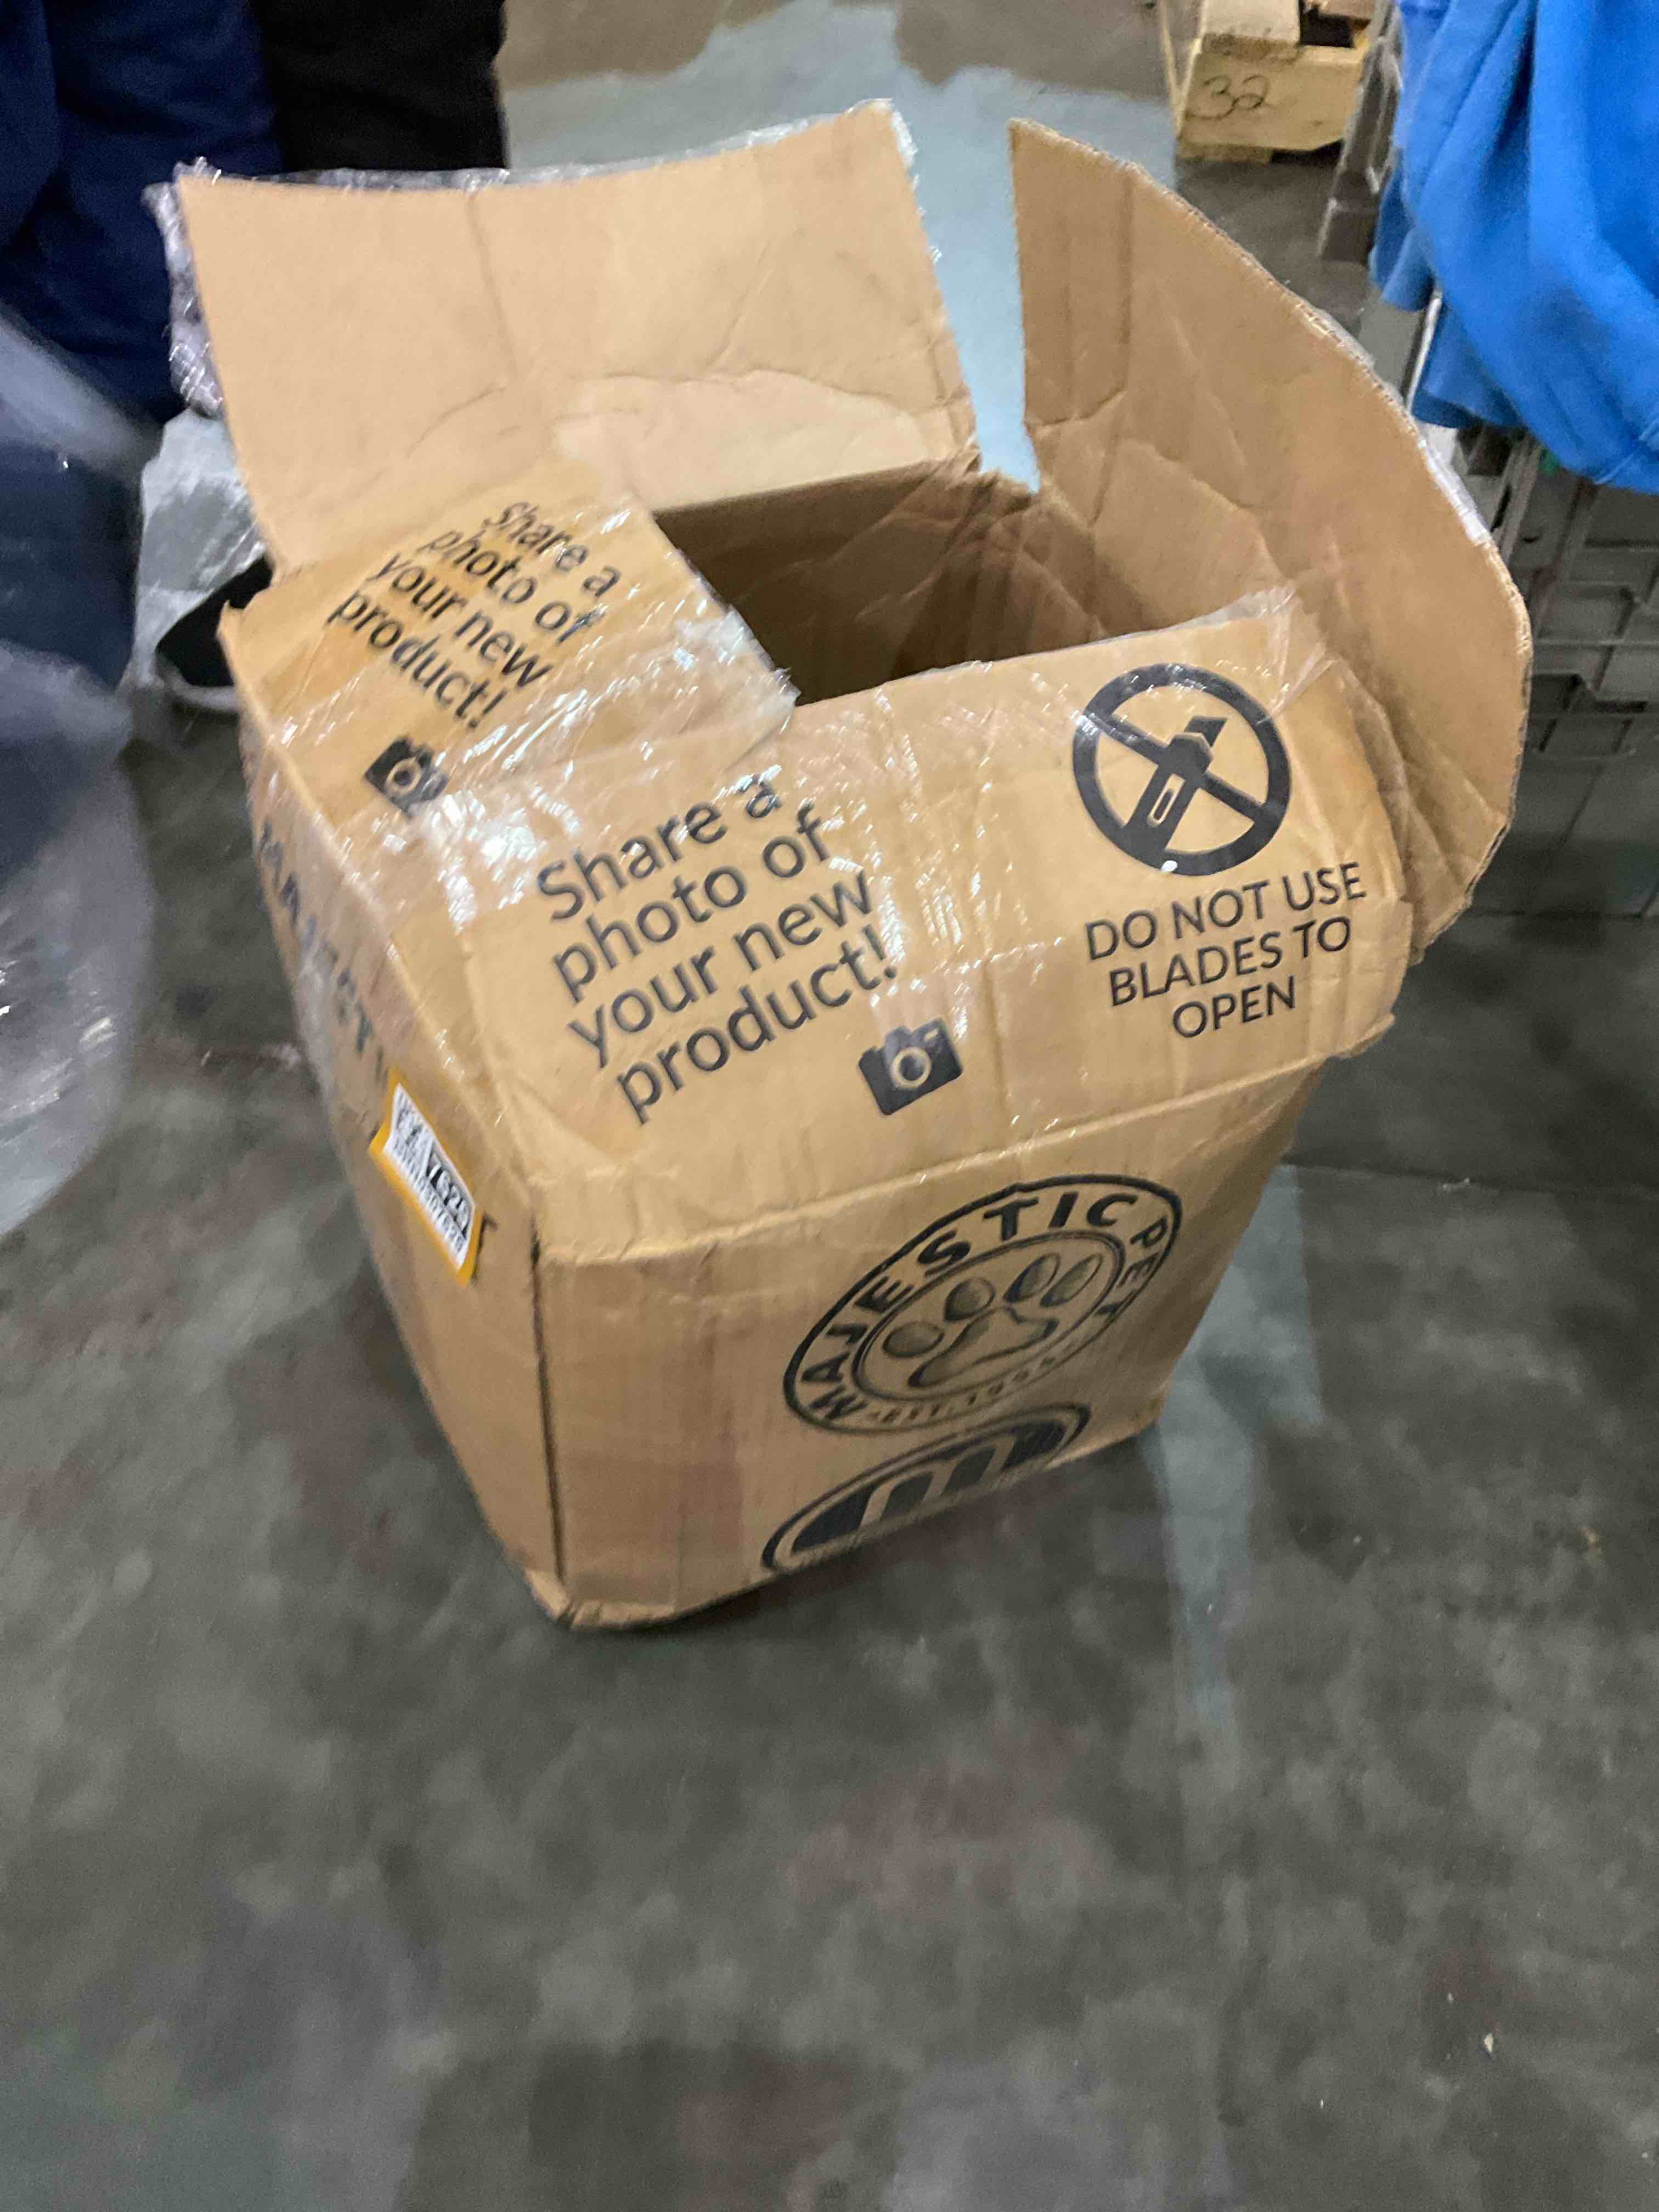 32
Share a
photo of
your new
product!
Share a
photo of
your new
product!
DO NOT USE
BLADES TO
OPEN
MAJESTIC PET
EST.